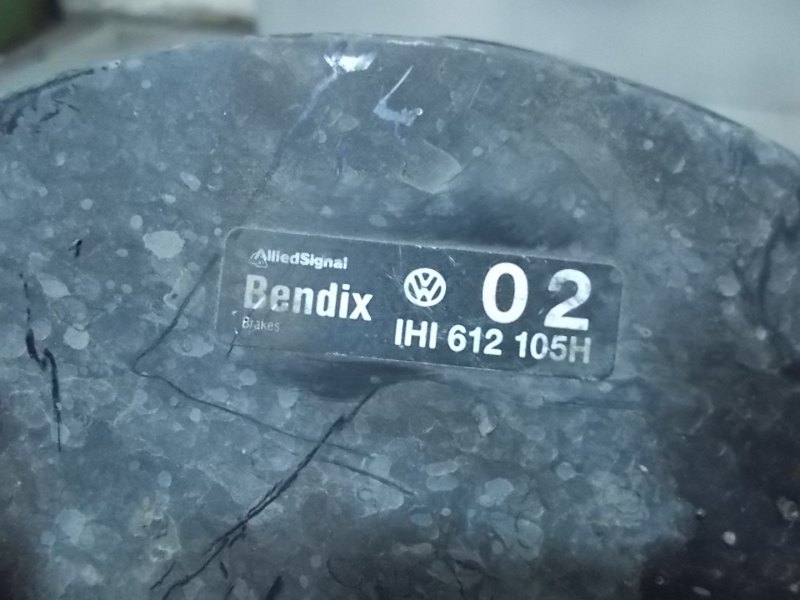 AlliedSignal
Bendix
Brakes
02
IHI 612 105H